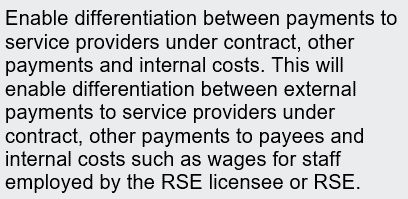 Enable differentiation between payments to
service providers under contract, other
payments and internal costs. This will
enable differentiation between external
payments to service providers under
contract, other payments to payees and
internal costs such as wages for staff
employed by the RSE licensee or RSE.